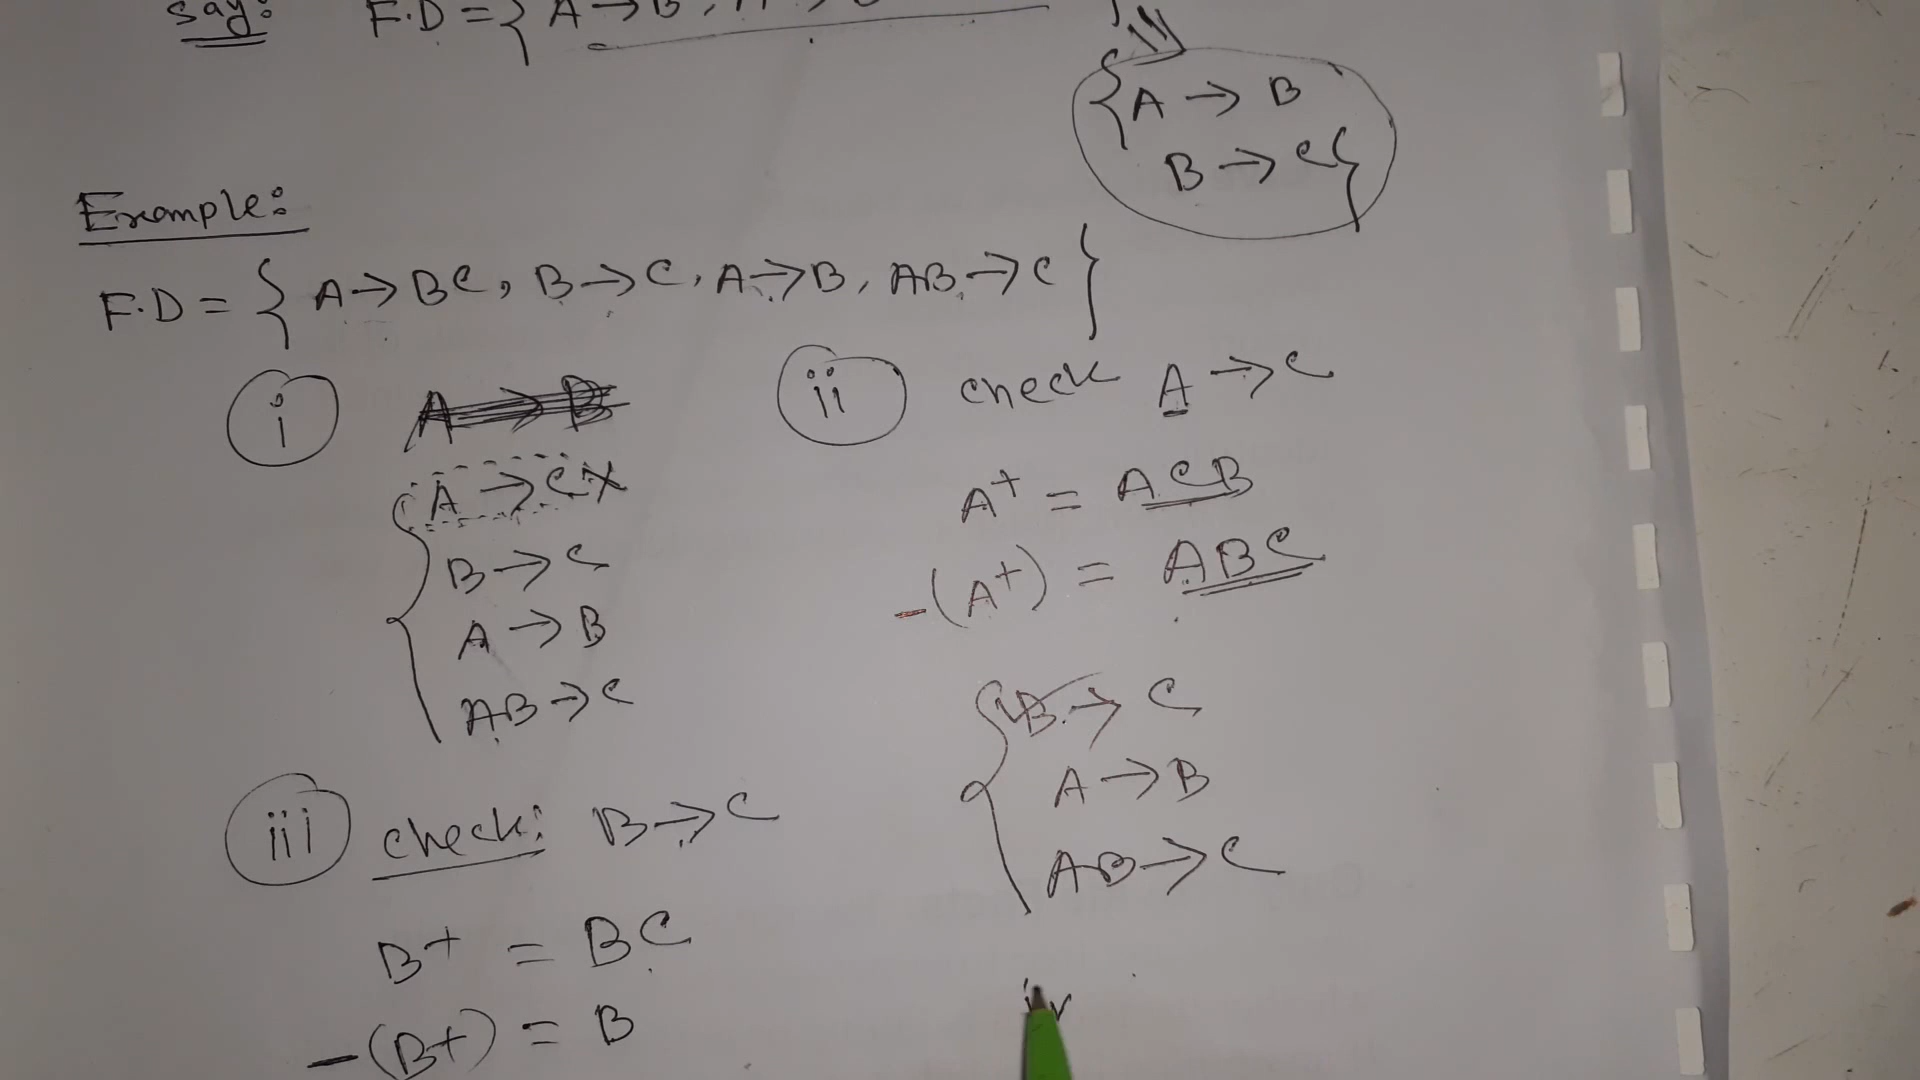 say: F.D = { A → B,
{ A → B
B → C }
Example:
F.D = { A → BC, B → C, A → B, AB → C }
i
A → B
A → C X
B → C
A → B
AB → C
ii check A → C
A+ = ACB
-(A+) = ABC
B → C
A → B
AB → C
iii check: B → C
B+ = BC
-(B+) = B
iv